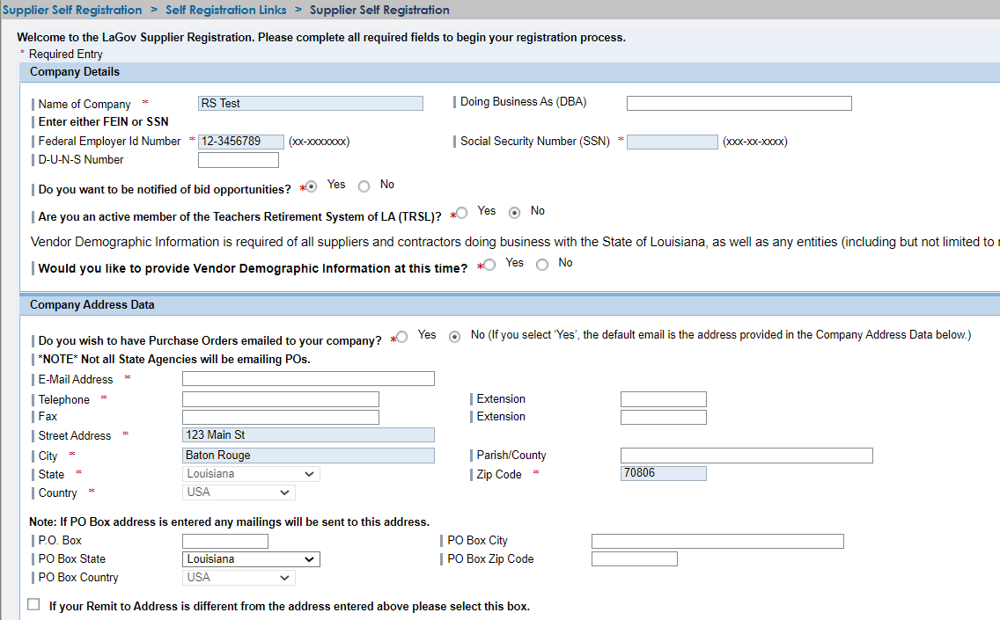 Supplier Self Registration > Self Registration Links > Supplier Self Registration
Welcome to the LaGov Supplier Registration. Please complete all required fields to begin your registration process.
* Required Entry
Company Details
Name of Company * RS Test Doing Business As (DBA)
Enter either FEIN or SSN
Federal Employer Id Number * 12-3456789 (xx-xxxxxxx) Social Security Number (SSN) * (xxx-xx-xxxx)
D-U-N-S Number
Do you want to be notified of bid opportunities? * Yes No
Are you an active member of the Teachers Retirement System of LA (TRSL)? * Yes No
Vendor Demographic Information is required of all suppliers and contractors doing business with the State of Louisiana, as well as any entities (including but not limited to
Would you like to provide Vendor Demographic Information at this time? * Yes No
Company Address Data
Do you wish to have Purchase Orders emailed to your company? * Yes No (If you select 'Yes', the default email is the address provided in the Company Address Data below.)
*NOTE* Not all State Agencies will be emailing POs.
E-Mail Address *
Telephone * Extension
Fax Extension
Street Address * 123 Main St
City * Baton Rouge Parish/County
State * Louisiana Zip Code * 70806
Country * USA
Note: If PO Box address is entered any mailings will be sent to this address.
P.O. Box PO Box City
PO Box State Louisiana PO Box Zip Code
PO Box Country USA
If your Remit to Address is different from the address entered above please select this box.